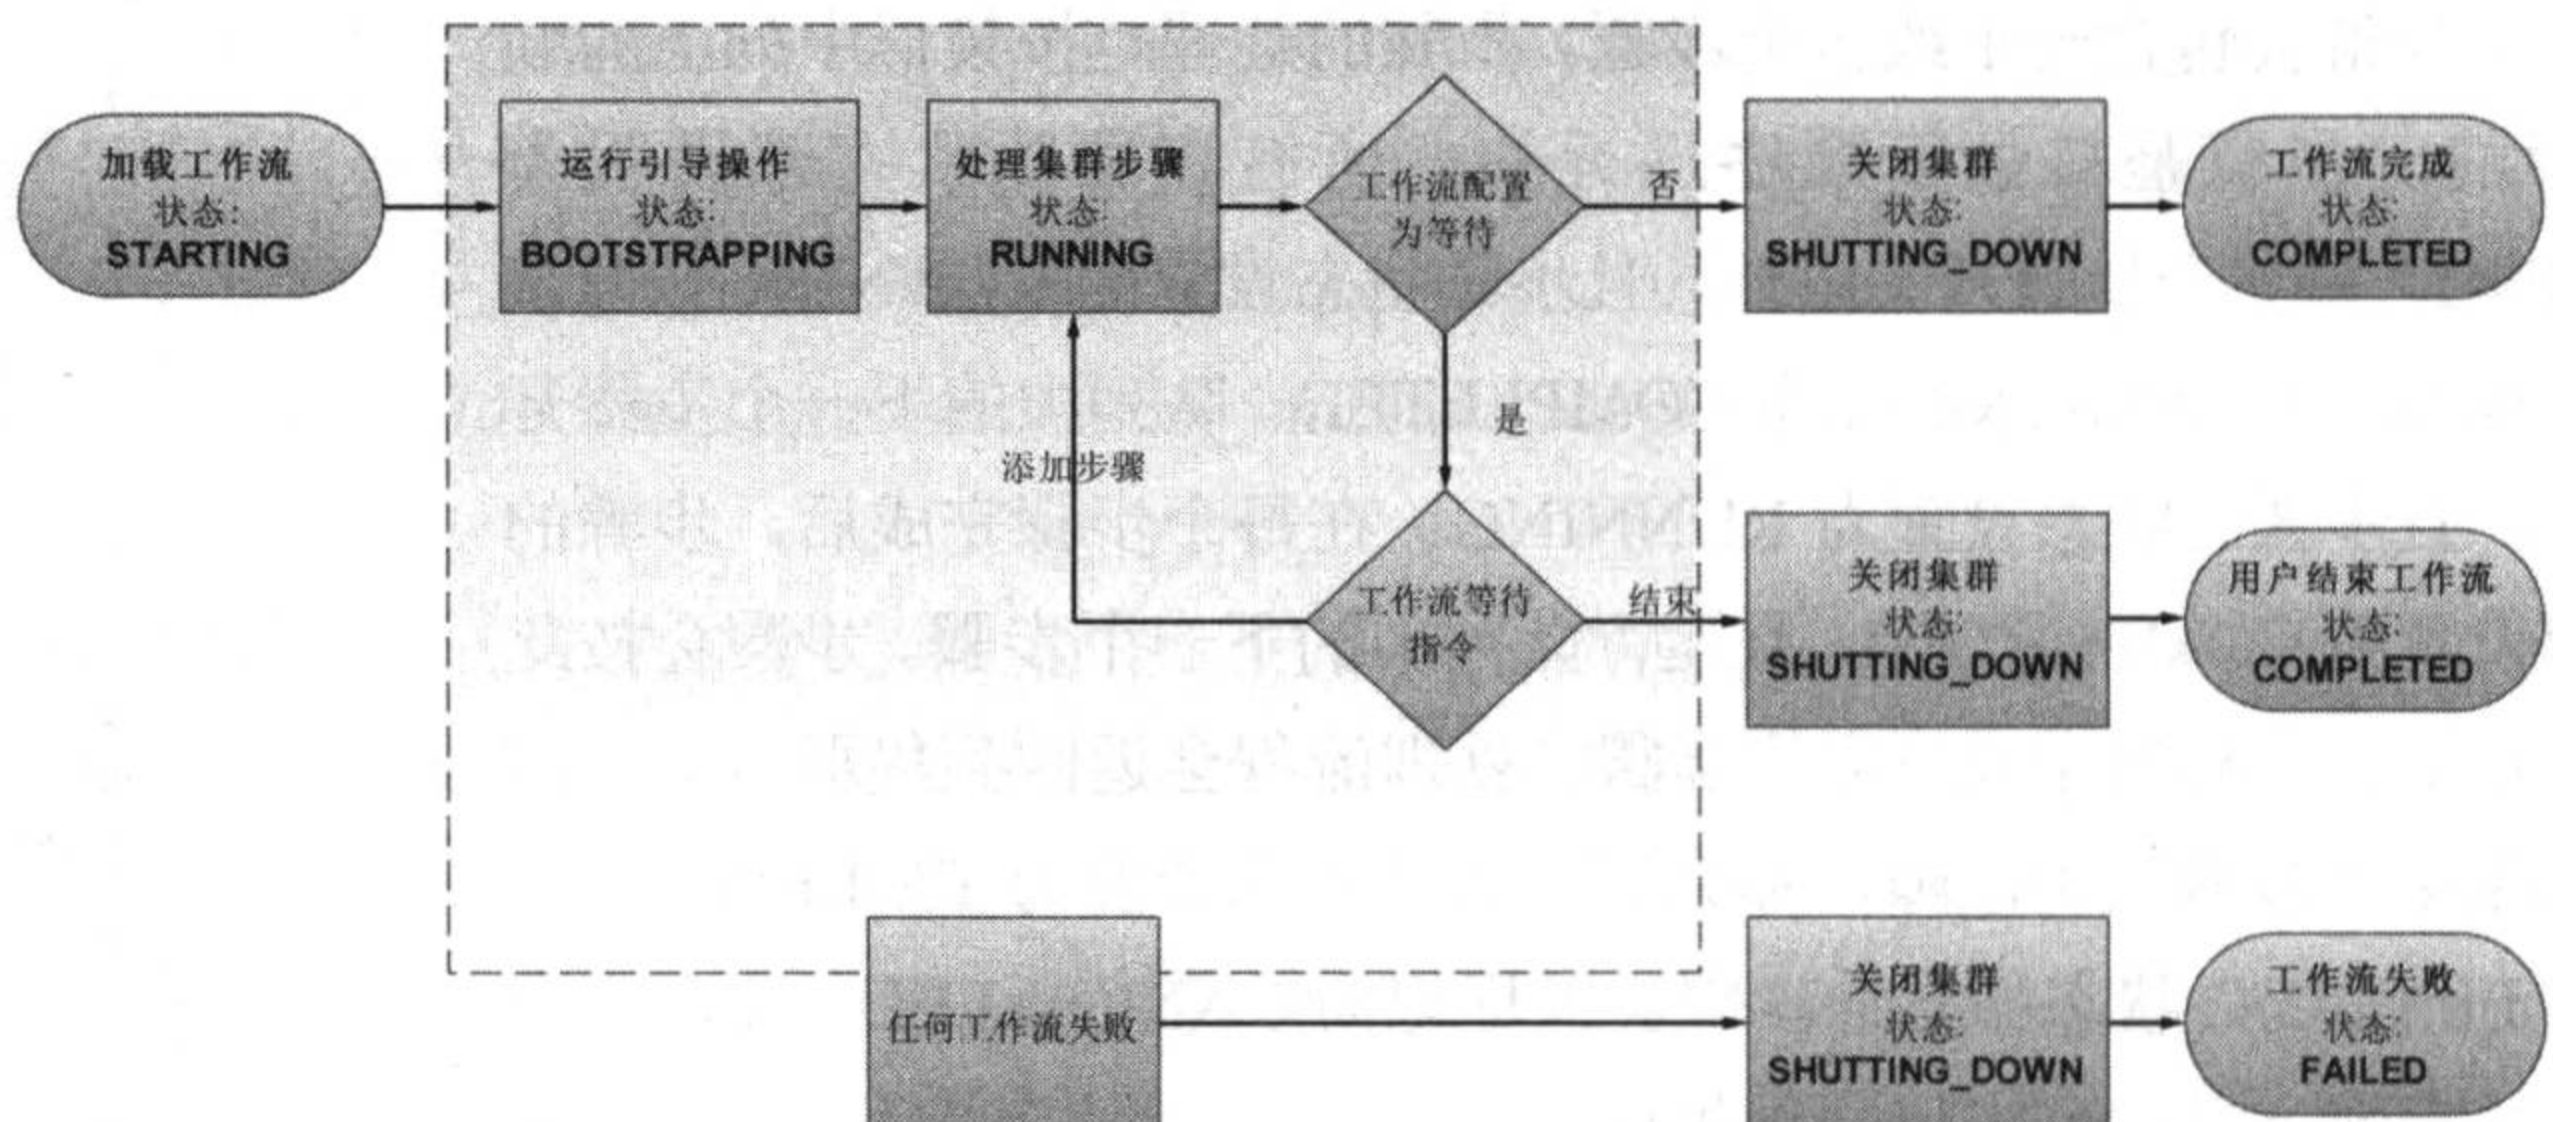 加载工作流
状态:
STARTING
运行引导操作
状态:
BOOTSTRAPPING
处理集群步骤
状态:
RUNNING
工作流配置
为等待
否
关闭集群
状态:
SHUTTING_DOWN
工作流完成
状态:
COMPLETED
是
添加步骤
工作流等待
指令
结束
关闭集群
状态:
SHUTTING_DOWN
用户结束工作流
状态:
COMPLETED
任何工作流失败
关闭集群
状态:
SHUTTING_DOWN
工作流失败
状态:
FAILED